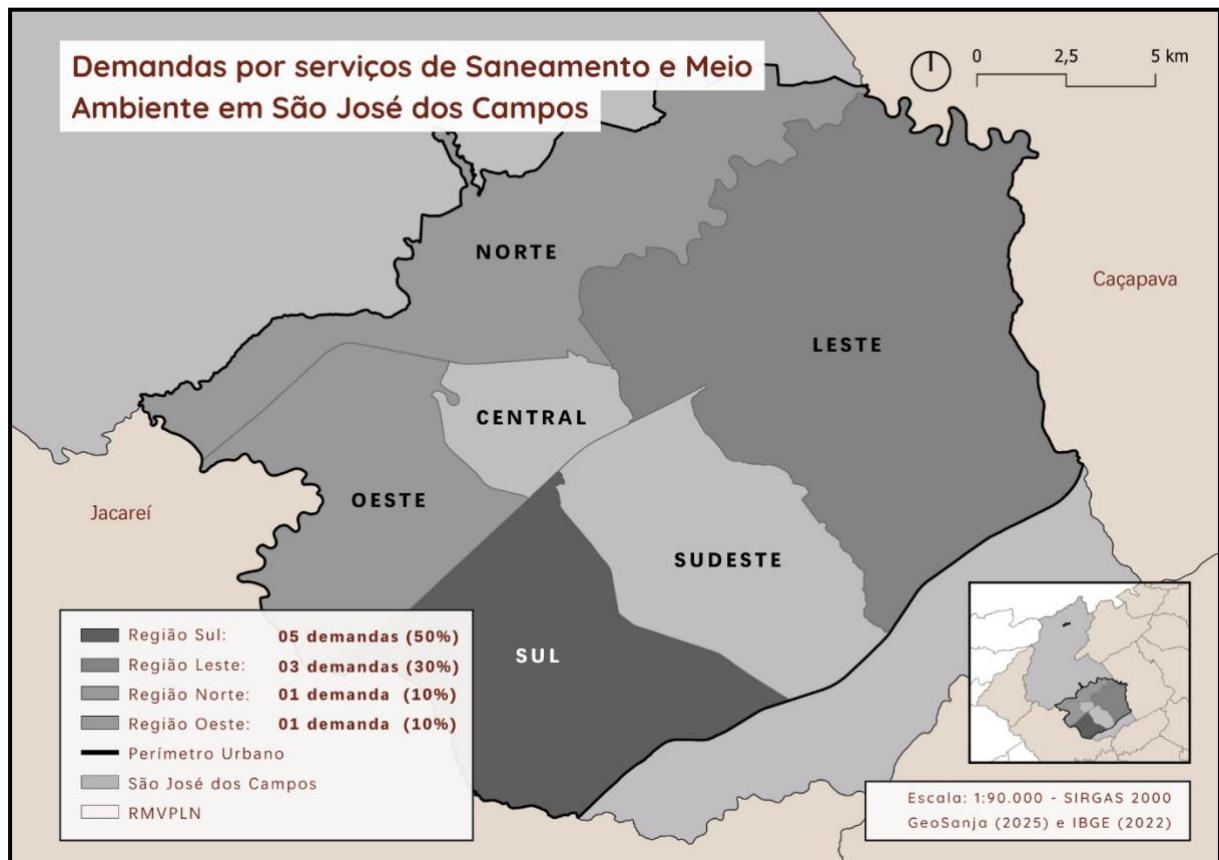 Demandas por serviços de Saneamento e Meio
Ambiente em São José dos Campos
0 2,5 5 km
NORTE
Caçapava
LESTE
CENTRAL
OESTE
Jacareí
SUDESTE
SUL
Região Sul: 05 demandas (50%)
Região Leste: 03 demandas (30%)
Região Norte: 01 demanda (10%)
Região Oeste: 01 demanda (10%)
Perímetro Urbano
São José dos Campos
RMVPLN
Escala: 1:90.000 - SIRGAS 2000
GeoSanja (2025) e IBGE (2022)